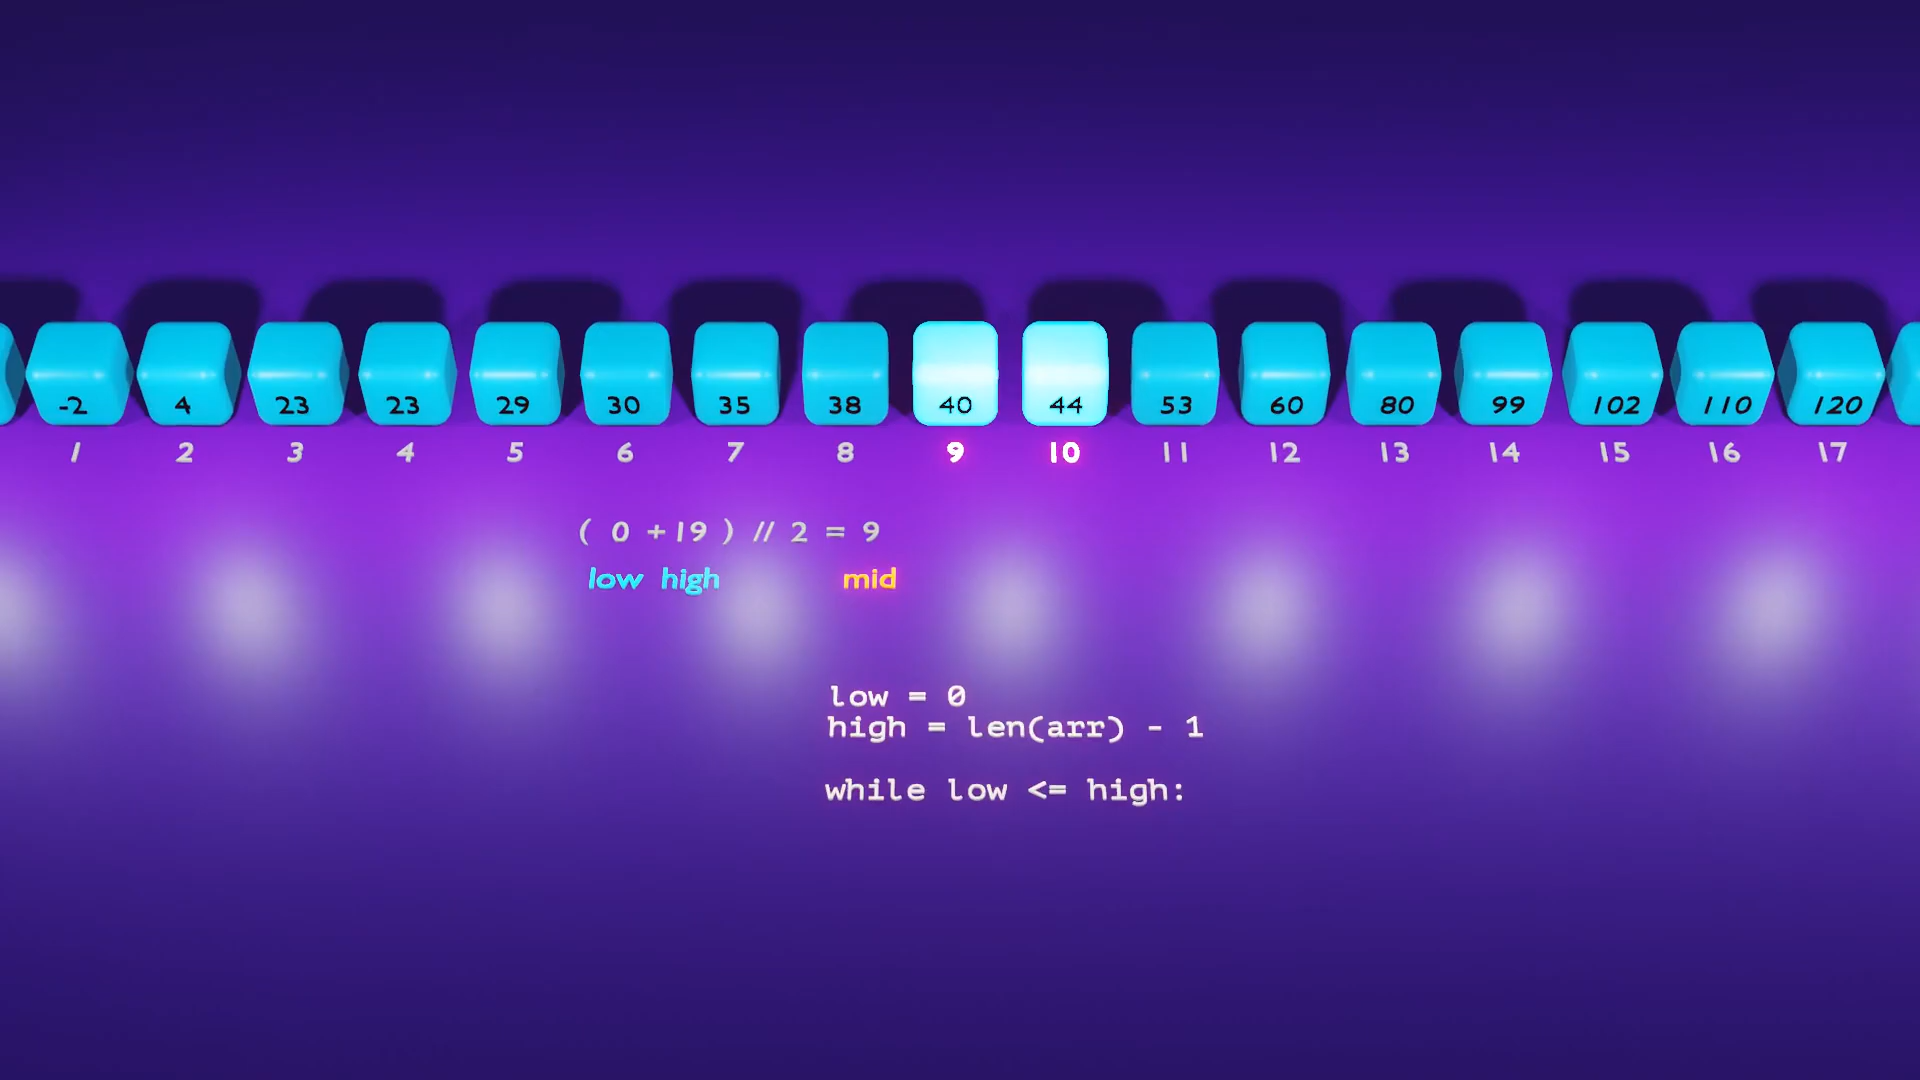 -2 4 23 23 29 30 35 38 40 44 53 60 80 99 102 110 120
1 2 3 4 5 6 7 8 9 10 11 12 13 14 15 16 17
( 0 + 19 ) // 2 = 9
low high mid
low = 0
high = len(arr) - 1
while low <= high: